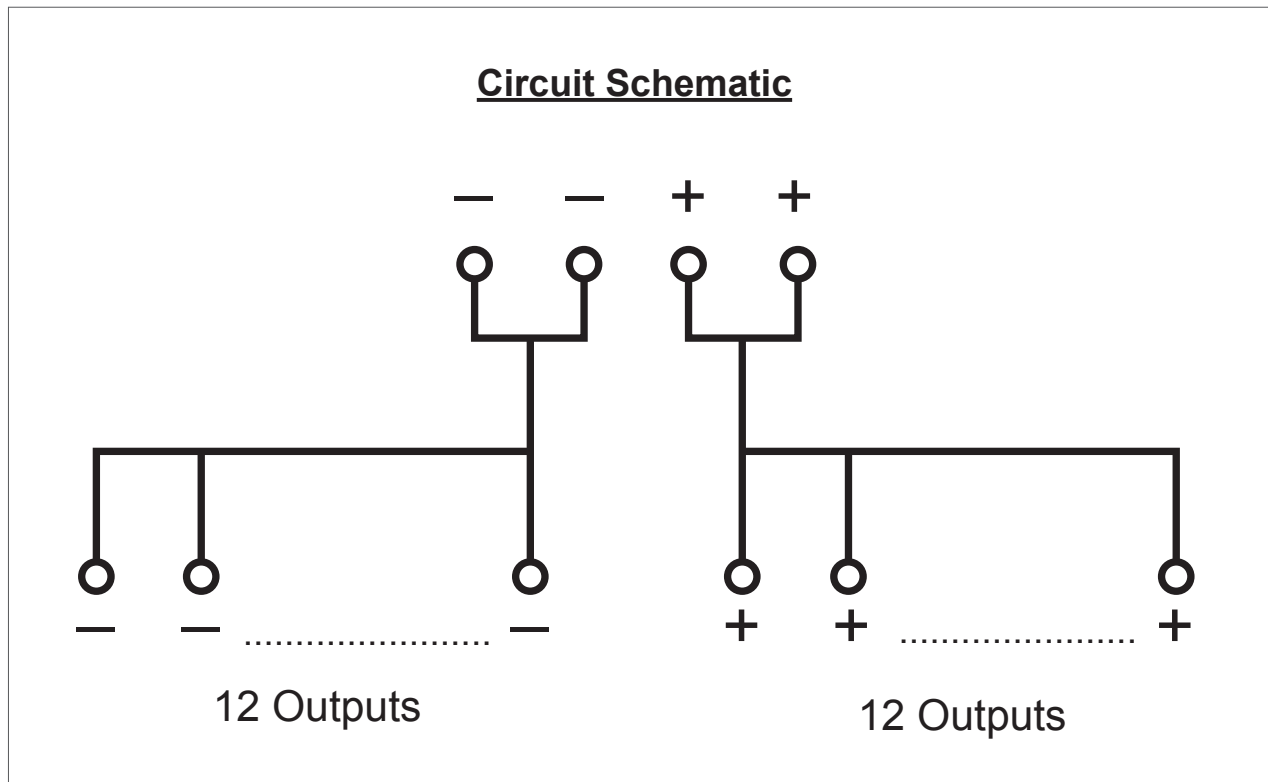 Circuit Schematic
— — + +
— — ........................ — + + ........................ +
12 Outputs 12 Outputs